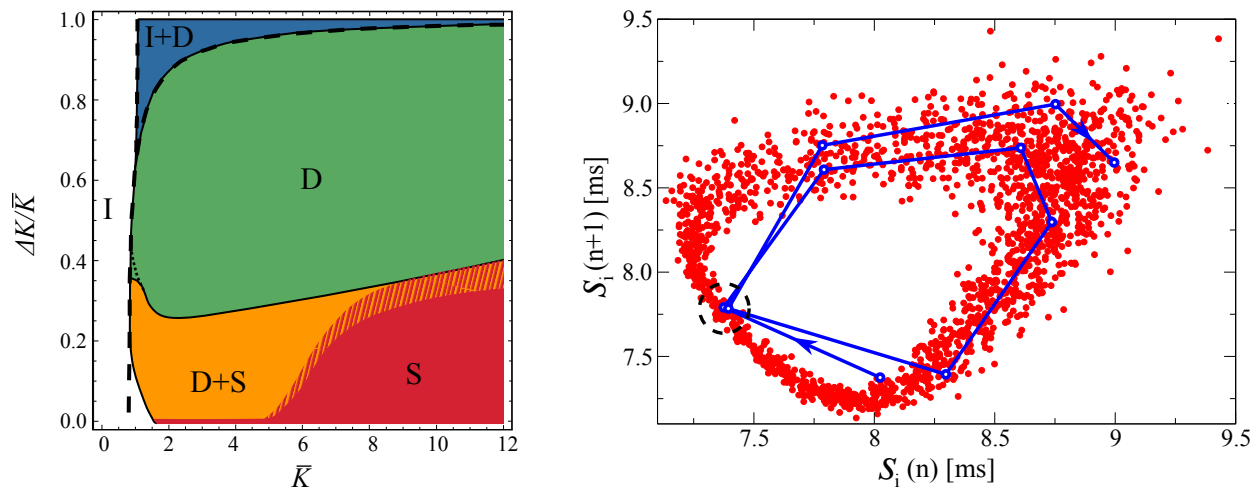 1.0
0.8
0.6
0.4
0.2
0.0
ΔK/K̅
I+D
I
D
D+S
S
0 2 4 6 8 10 12
K̅
9.5
9.0
8.5
8.0
7.5
S_i (n+1) [ms]
7.5 8 8.5 9 9.5
S_i (n) [ms]